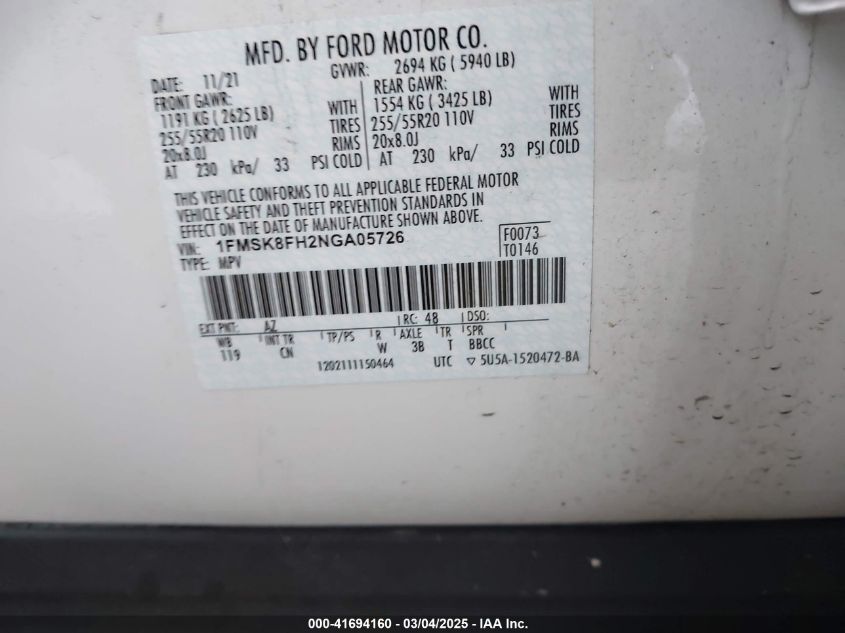 MFD. BY FORD MOTOR CO.
DATE: 11/21 GVWR: 2694 KG ( 5940 LB)
FRONT GAWR: REAR GAWR:
1191 KG ( 2625 LB) WITH 1554 KG ( 3425 LB) WITH
255/55R20 110V TIRES 255/55R20 110V TIRES
20x8.0J RIMS 20x8.0J RIMS
AT 230 kPa/ 33 PSI COLD AT 230 kPa/ 33 PSI COLD
THIS VEHICLE CONFORMS TO ALL APPLICABLE FEDERAL MOTOR
VEHICLE SAFETY AND THEFT PREVENTION STANDARDS IN
EFFECT ON THE DATE OF MANUFACTURE SHOWN ABOVE.
VIN: 1FMSK8FH2NGA05726 F0073
TYPE: MPV T0146
EXT PNT: AZ RC: 48 DSO:
WB INT TR TP/PS R AXLE TR SPR
119 CN W 3B T BBCC
1202111150464 UTC ▽ 5U5A-1520472-BA
000-41694160 - 03/04/2025 - IAA Inc.